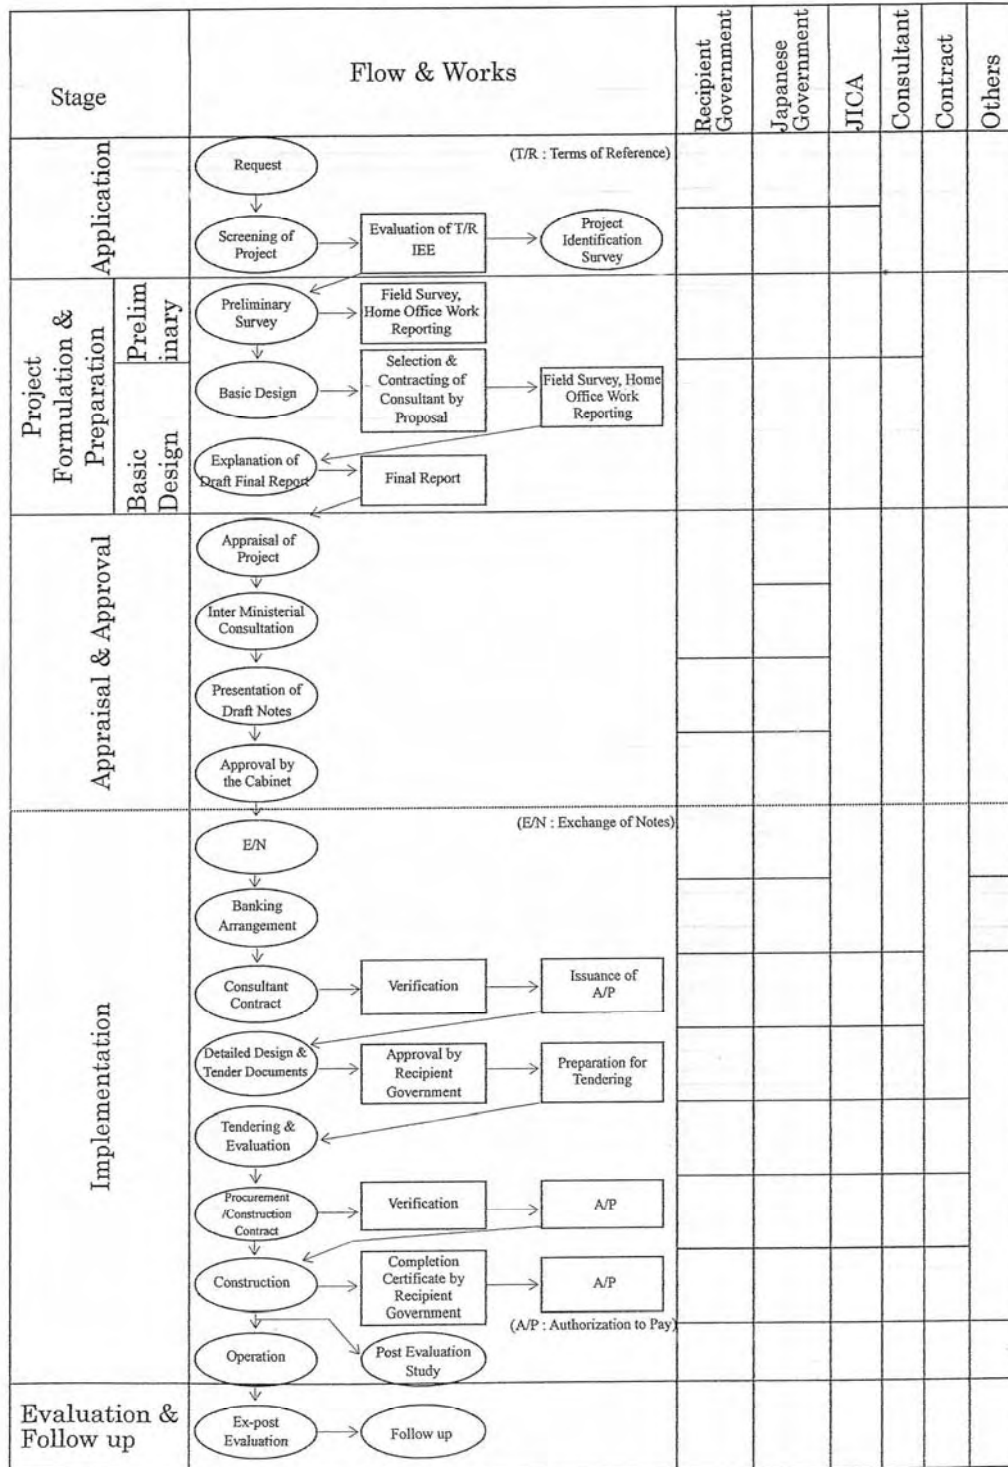 Stage
Flow & Works
Recipient
Government
Japanese
Government
JICA
Consultant
Contract
Others
Application
(T/R : Terms of Reference)
Request
Screening of
Project
Evaluation of T/R
IEE
Project
Identification
Survey
Project
Formulation &
Preparation
Prelim
inary
Preliminary
Survey
Field Survey,
Home Office Work
Reporting
Basic
Design
Basic Design
Selection &
Contracting of
Consultant by
Proposal
Field Survey, Home
Office Work
Reporting
Explanation of
Draft Final Report
Final Report
Appraisal & Approval
Appraisal of
Project
Inter Ministerial
Consultation
Presentation of
Draft Notes
Approval by
the Cabinet
Implementation
(E/N : Exchange of Notes)
E/N
Banking
Arrangement
Consultant
Contract
Verification
Issuance of
A/P
Detailed Design &
Tender Documents
Approval by
Recipient
Government
Preparation for
Tendering
Tendering &
Evaluation
Procurement
/Construction
Contract
Verification
A/P
Construction
Completion
Certificate by
Recipient
Government
A/P
(A/P : Authorization to Pay)
Operation
Post Evaluation
Study
Evaluation &
Follow up
Ex-post
Evaluation
Follow up